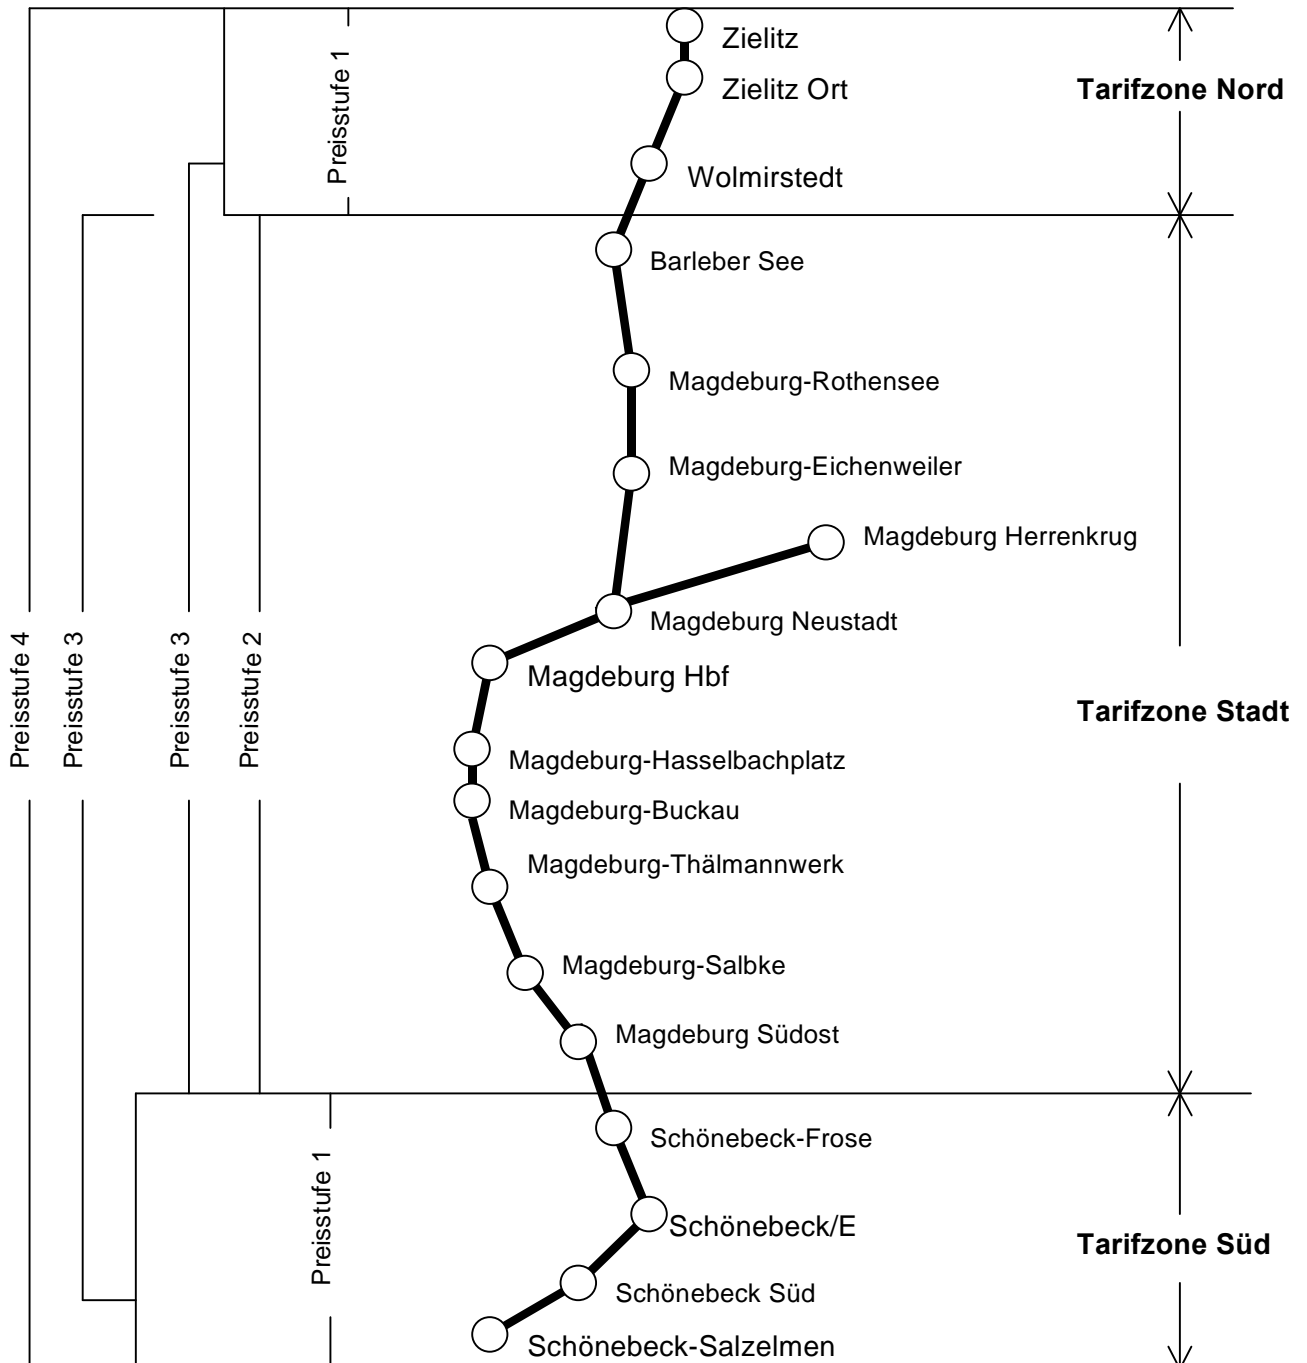 Zielitz
Preisstufe 1
Zielitz Ort
Tarifzone Nord
Wolmirstedt
Barleber See
Magdeburg-Rothensee
Magdeburg-Eichenweiler
Magdeburg Herrenkrug
Magdeburg Neustadt
Magdeburg Hbf
Preisstufe 4
Preisstufe 3
Preisstufe 3
Preisstufe 2
Tarifzone Stadt
Magdeburg-Hasselbachplatz
Magdeburg-Buckau
Magdeburg-Thälmannwerk
Magdeburg-Salbke
Magdeburg Südost
Schönebeck-Frose
Preisstufe 1
Schönebeck/E
Tarifzone Süd
Schönebeck Süd
Schönebeck-Salzelmen